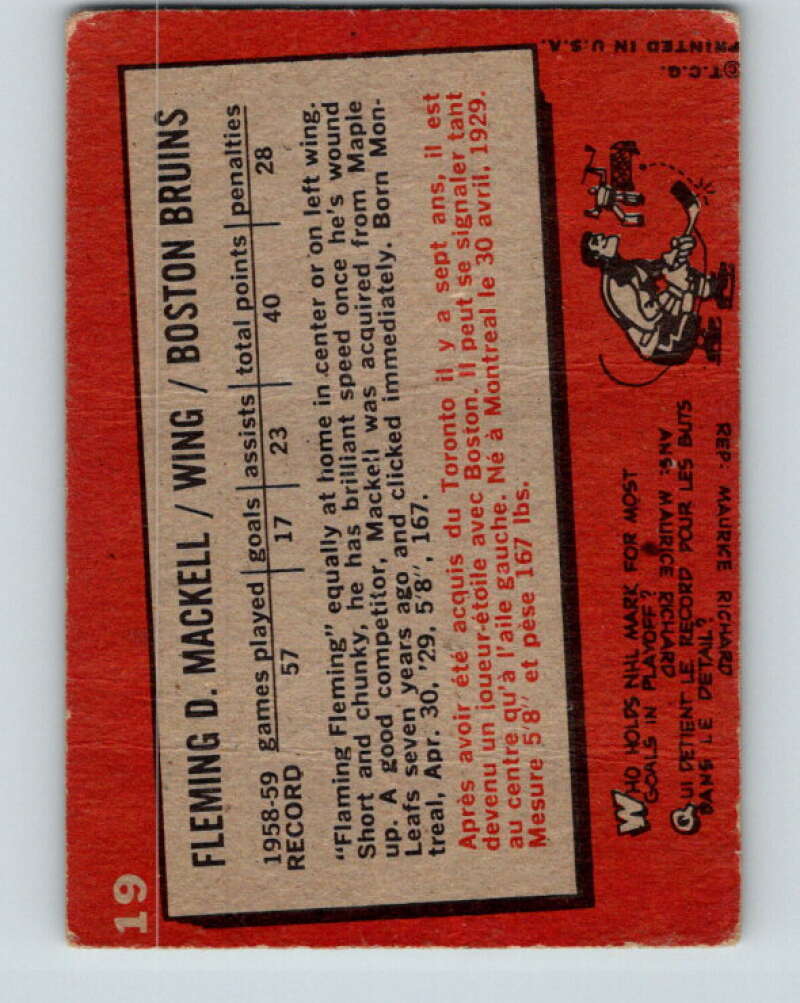 19
FLEMING D. MACKELL / WING / BOSTON BRUINS
1958-59 games played goals assists total points penalties
RECORD 57 17 23 40 28
“Flaming Fleming” equally at home in center or on left wing.
Short and chunky, he has brilliant speed once he's wound
up. A good competitor, Mackell was acquired from Maple
Leafs seven years ago and clicked immediately. Born Mon-
treal, Apr. 30, '29, 5'8", 167.
Après avoir été acquis du Toronto il y a sept ans, il est
devenu un joueur-étoile avec Boston. Il peut se signaler taht
au centre qu'à l'aile gauche. Né à Montreal le 30 avril, 1929.
Mesure 5'8" et pèse 167 lbs.
WHO HOLDS NHL MARK FOR MOST
GOALS IN PLAYOFF?
ANS: MAURICE RICHARD
QUI DETIENT LE RECORD POUR LES BUTS
DANS LE DETAIL?
REP: MAURICE RICHARD
©T.C.G.
PRINTED IN U.S.A.